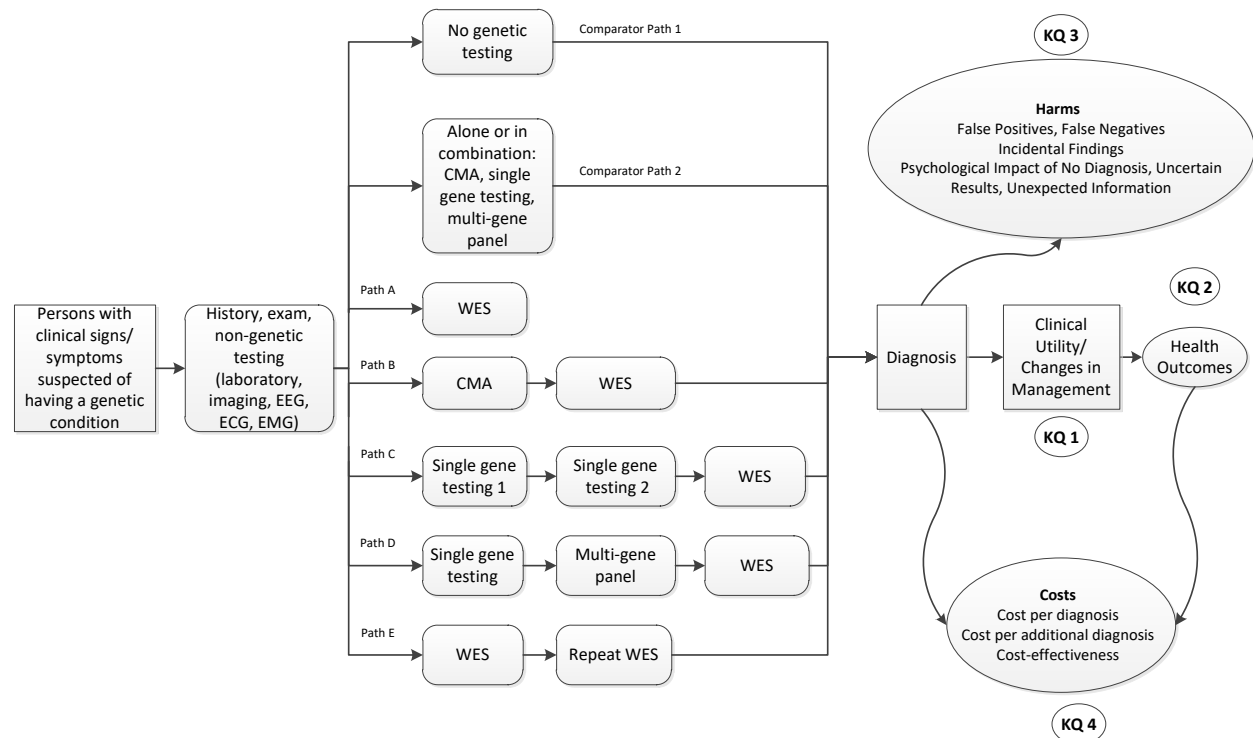 Persons with
clinical signs/
symptoms
suspected of
having a genetic
condition
History, exam,
non-genetic
testing
(laboratory,
imaging, EEG,
ECG, EMG)
No genetic
testing
Comparator Path 1
Alone or in
combination:
CMA, single
gene testing,
multi-gene
panel
Comparator Path 2
Path A
WES
Path B
CMA
WES
Path C
Single gene
testing 1
Single gene
testing 2
WES
Path D
Single gene
testing
Multi-gene
panel
WES
Path E
WES
Repeat WES
Diagnosis
KQ 3
Harms
False Positives, False Negatives
Incidental Findings
Psychological Impact of No Diagnosis, Uncertain
Results, Unexpected Information
Clinical
Utility/
Changes in
Management
KQ 1
KQ 2
Health
Outcomes
Costs
Cost per diagnosis
Cost per additional diagnosis
Cost-effectiveness
KQ 4